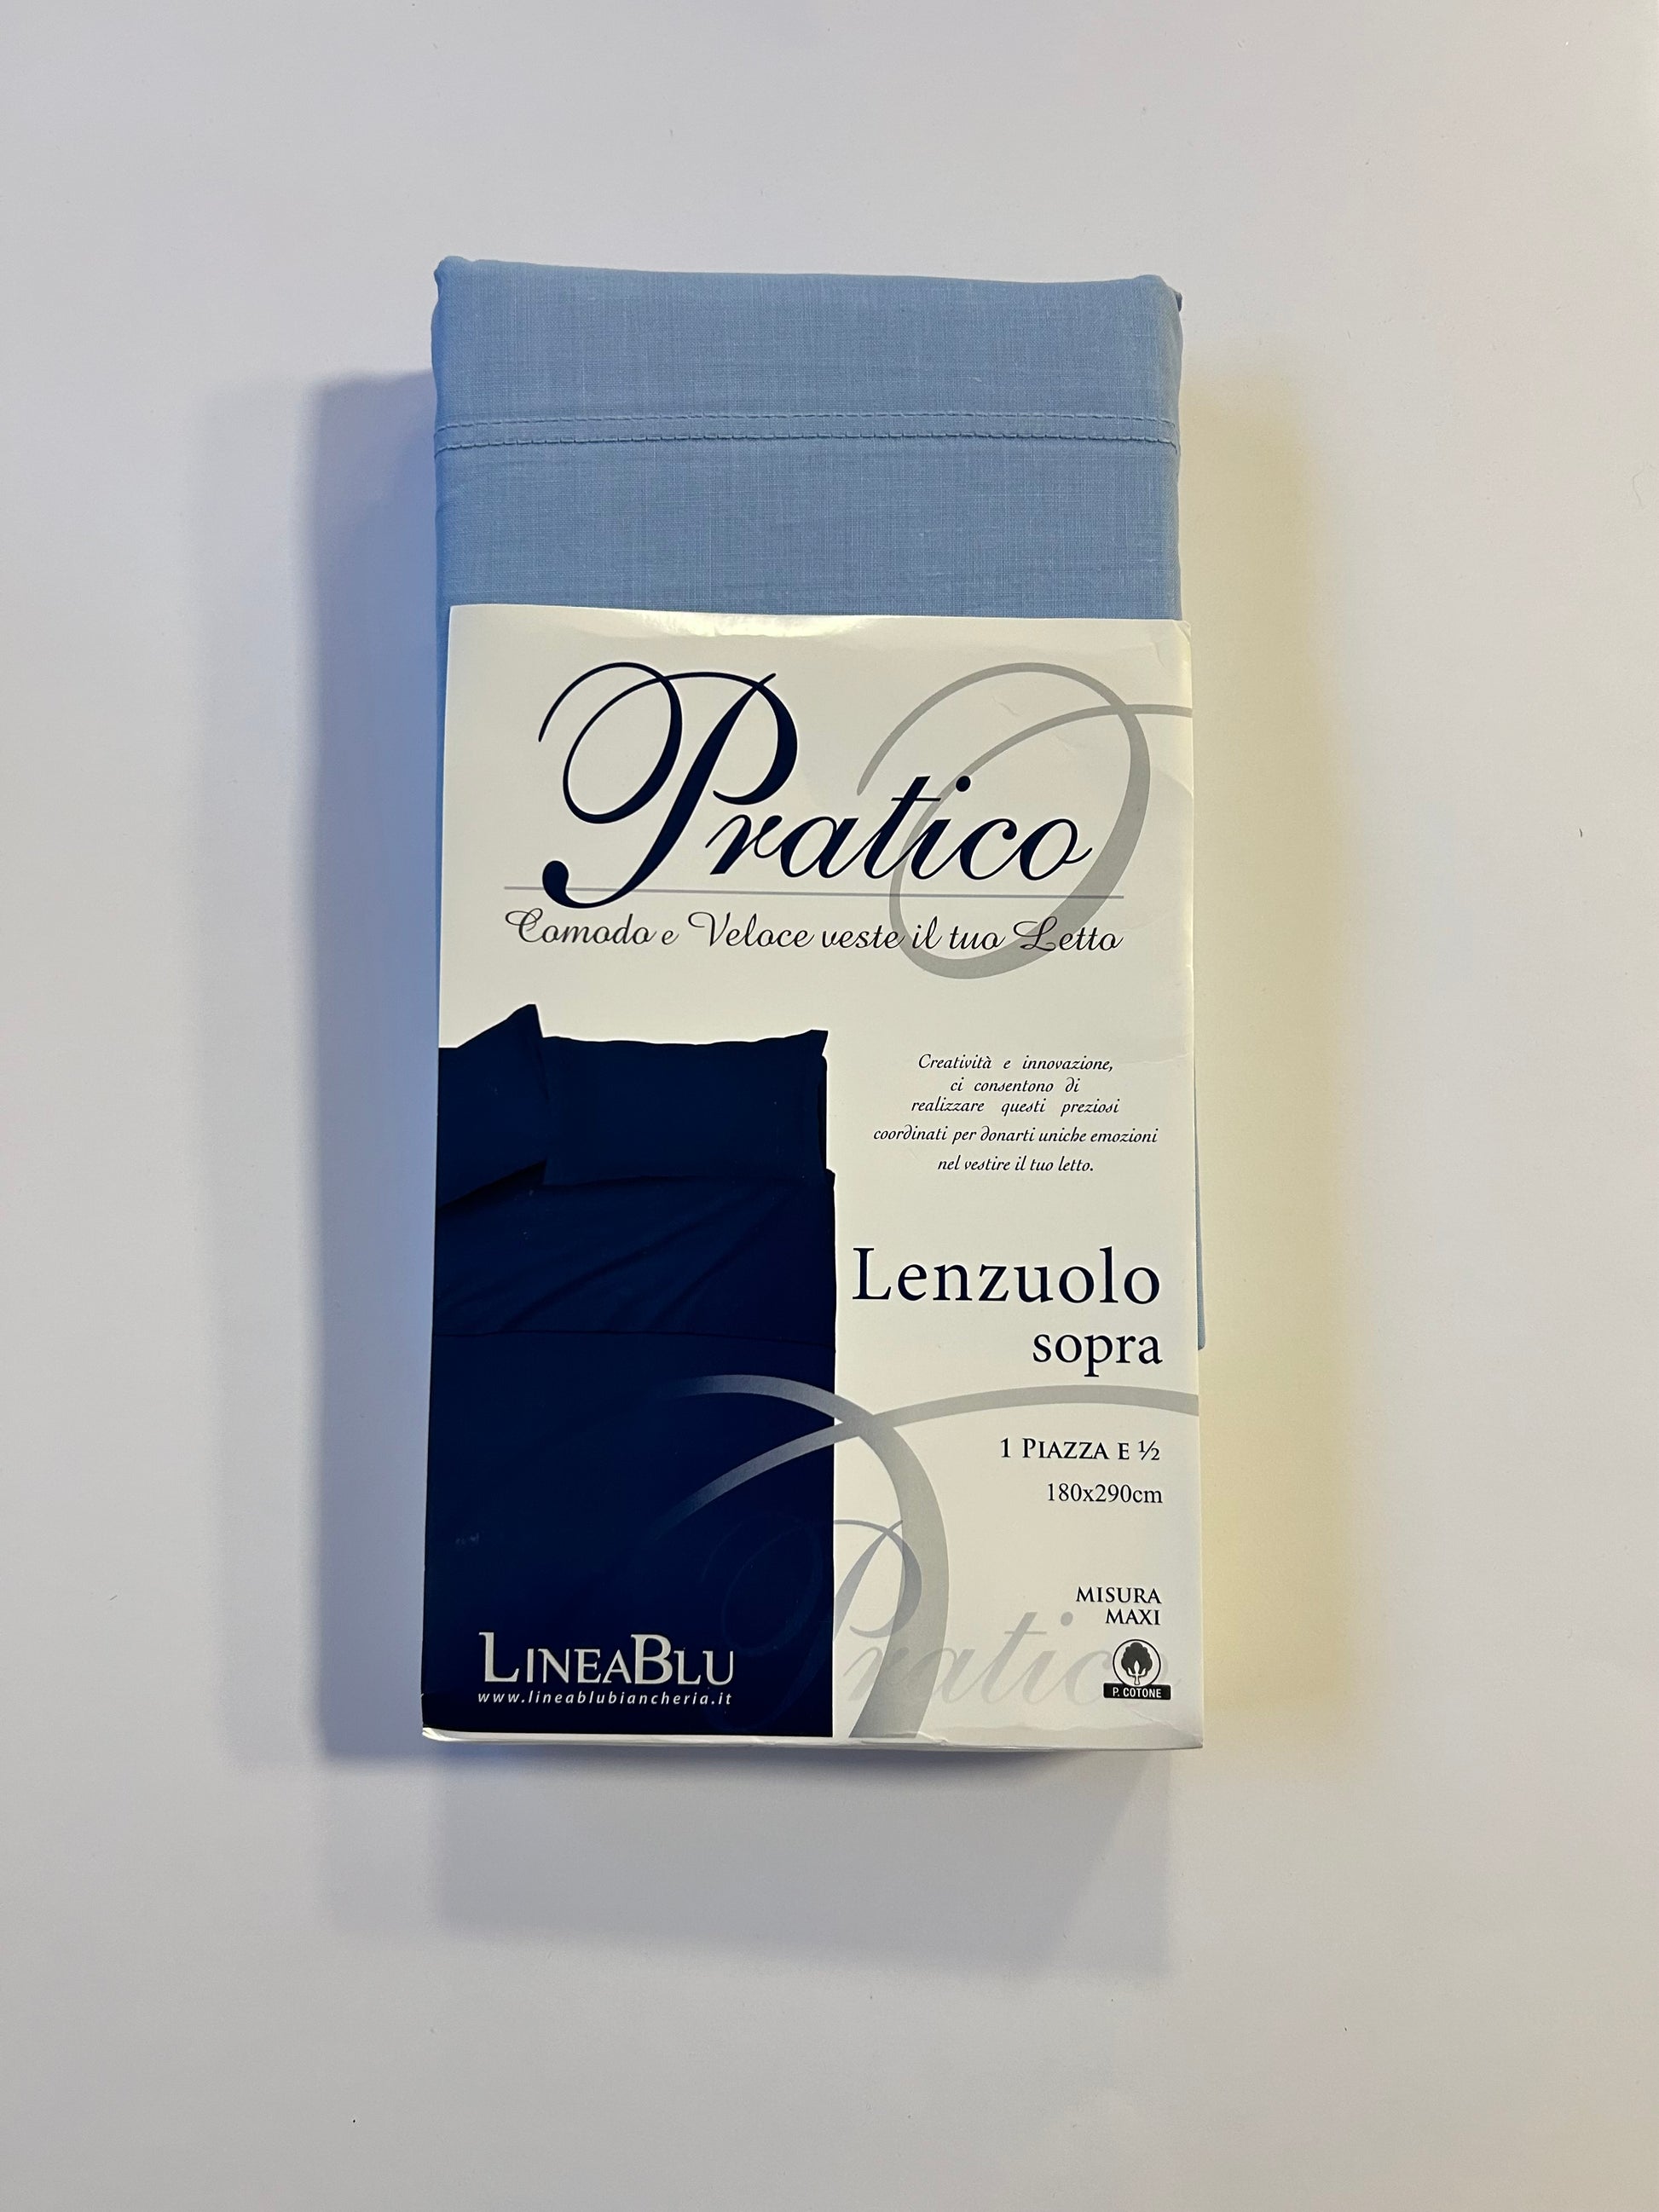 Pratico
Comodo e Veloce veste il tuo Letto
Creatività e innovazione,
ci consentono di
realizzare questi preziosi
coordinati per donarti uniche emozioni
nel vestire il tuo letto.
Lenzuolo
sopra
1 PIAZZA E ½
180x290cm
MISURA
MAXI
Pratico
P. COTONE
LINEABLU
www.lineablubiancheria.it